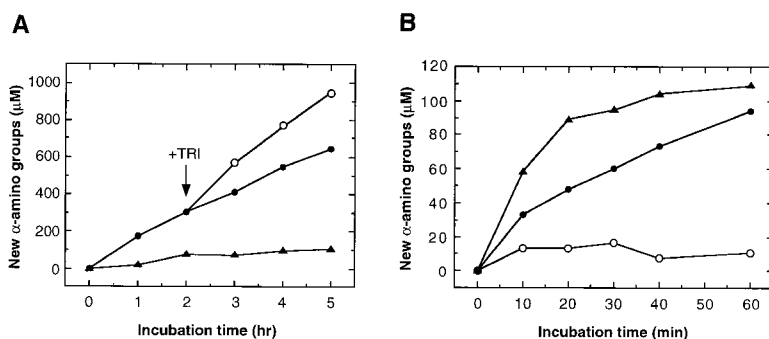 A
New α-amino groups (μM)
1000
800
600
400
200
0
+TRI
0 1 2 3 4 5
Incubation time (hr)
B
New α-amino groups (μM)
120
100
80
60
40
20
0
0 10 20 30 40 50 60
Incubation time (min)